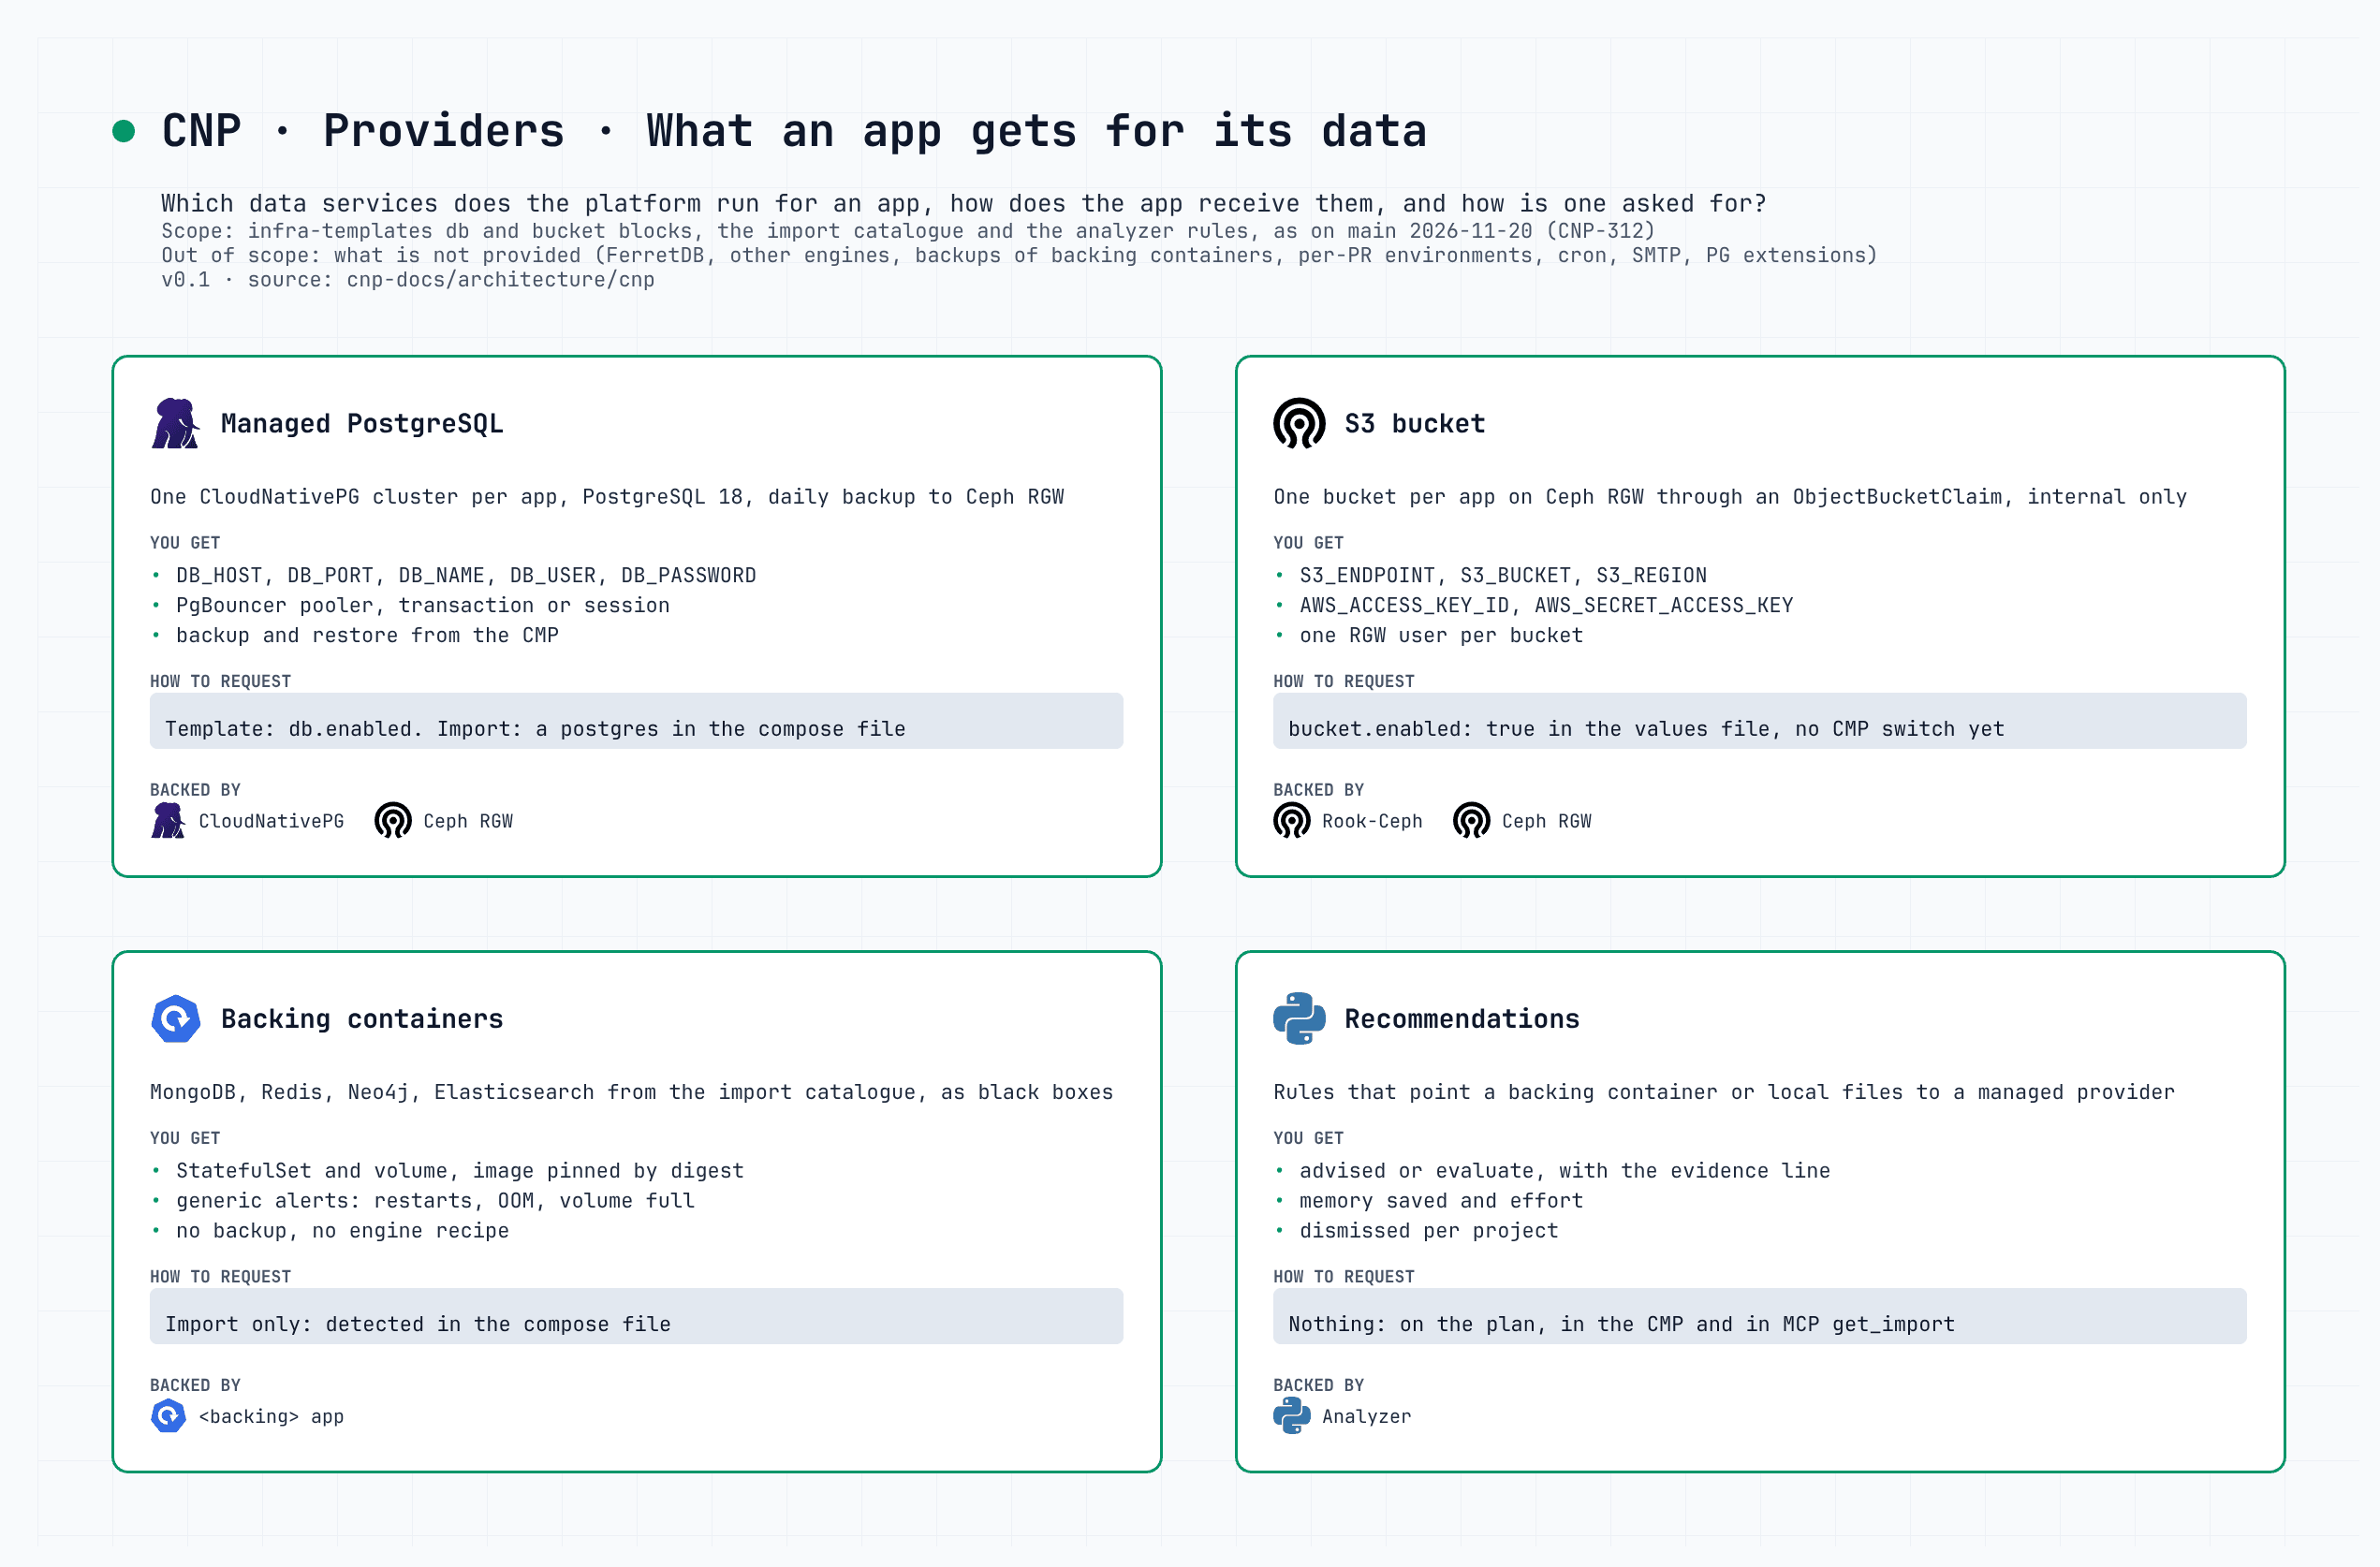 CNP · Providers · What an app gets for its data
Which data services does the platform run for an app, how does the app receive them, and how is one asked for?
Scope: infra-templates db and bucket blocks, the import catalogue and the analyzer rules, as on main 2026-11-20 (CNP-312)
Out of scope: what is not provided (FerretDB, other engines, backups of backing containers, per-PR environments, cron, SMTP, PG extensions)
v0.1 · source: cnp-docs/architecture/cnp
Managed PostgreSQL
One CloudNativePG cluster per app, PostgreSQL 18, daily backup to Ceph RGW
YOU GET
• DB_HOST, DB_PORT, DB_NAME, DB_USER, DB_PASSWORD
• PgBouncer pooler, transaction or session
• backup and restore from the CMP
HOW TO REQUEST
Template: db.enabled. Import: a postgres in the compose file
BACKED BY
CloudNativePG Ceph RGW
S3 bucket
One bucket per app on Ceph RGW through an ObjectBucketClaim, internal only
YOU GET
• S3_ENDPOINT, S3_BUCKET, S3_REGION
• AWS_ACCESS_KEY_ID, AWS_SECRET_ACCESS_KEY
• one RGW user per bucket
HOW TO REQUEST
bucket.enabled: true in the values file, no CMP switch yet
BACKED BY
Rook-Ceph Ceph RGW
Backing containers
MongoDB, Redis, Neo4j, Elasticsearch from the import catalogue, as black boxes
YOU GET
• StatefulSet and volume, image pinned by digest
• generic alerts: restarts, OOM, volume full
• no backup, no engine recipe
HOW TO REQUEST
Import only: detected in the compose file
BACKED BY
<backing> app
Recommendations
Rules that point a backing container or local files to a managed provider
YOU GET
• advised or evaluate, with the evidence line
• memory saved and effort
• dismissed per project
HOW TO REQUEST
Nothing: on the plan, in the CMP and in MCP get_import
BACKED BY
Analyzer